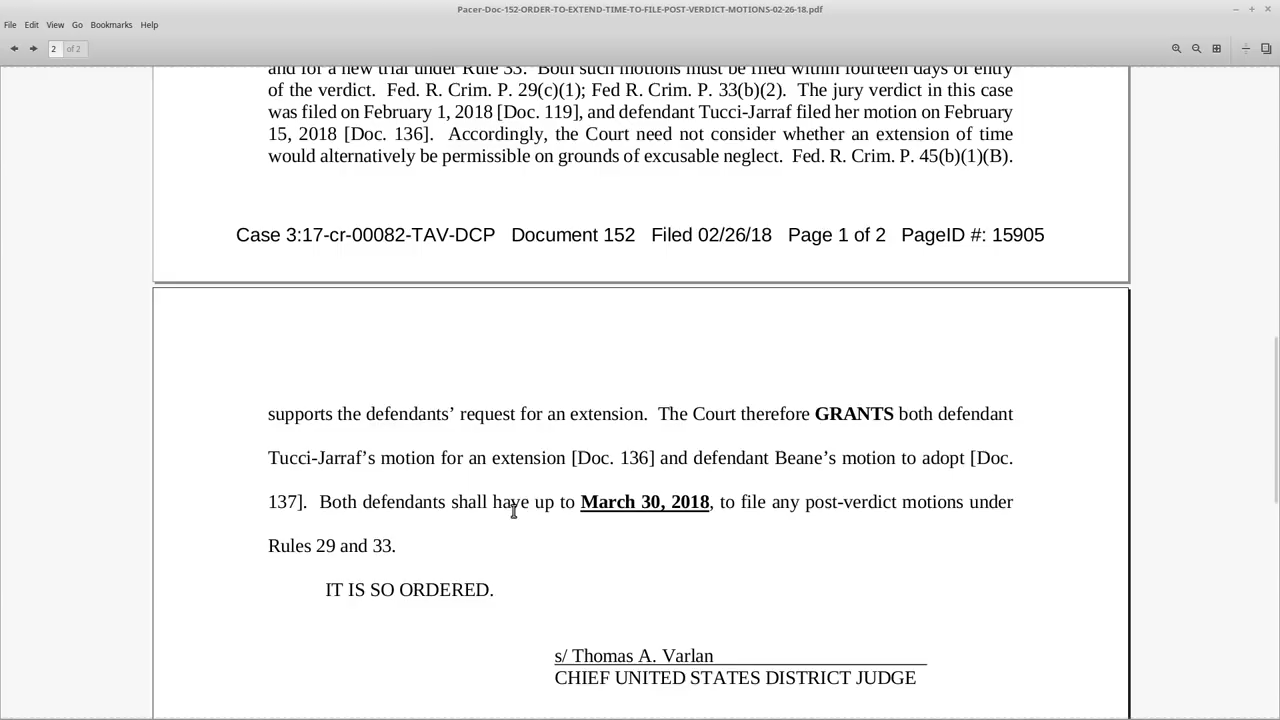 Pacer-Doc-152-ORDER-TO-EXTEND-TIME-TO-FILE-POST-VERDICT-MOTIONS-02-26-18.pdf
File Edit View Go Bookmarks Help
2 of 2
and for a new trial under Rule 33. Both such motions must be filed within fourteen days of entry
of the verdict. Fed. R. Crim. P. 29(c)(1); Fed R. Crim. P. 33(b)(2). The jury verdict in this case
was filed on February 1, 2018 [Doc. 119], and defendant Tucci-Jarraf filed her motion on February
15, 2018 [Doc. 136]. Accordingly, the Court need not consider whether an extension of time
would alternatively be permissible on grounds of excusable neglect. Fed. R. Crim. P. 45(b)(1)(B).
Case 3:17-cr-00082-TAV-DCP Document 152 Filed 02/26/18 Page 1 of 2 PageID #: 15905
supports the defendants’ request for an extension. The Court therefore GRANTS both defendant
Tucci-Jarraf’s motion for an extension [Doc. 136] and defendant Beane’s motion to adopt [Doc.
137]. Both defendants shall have up to March 30, 2018, to file any post-verdict motions under
Rules 29 and 33.
IT IS SO ORDERED.
s/ Thomas A. Varlan
CHIEF UNITED STATES DISTRICT JUDGE